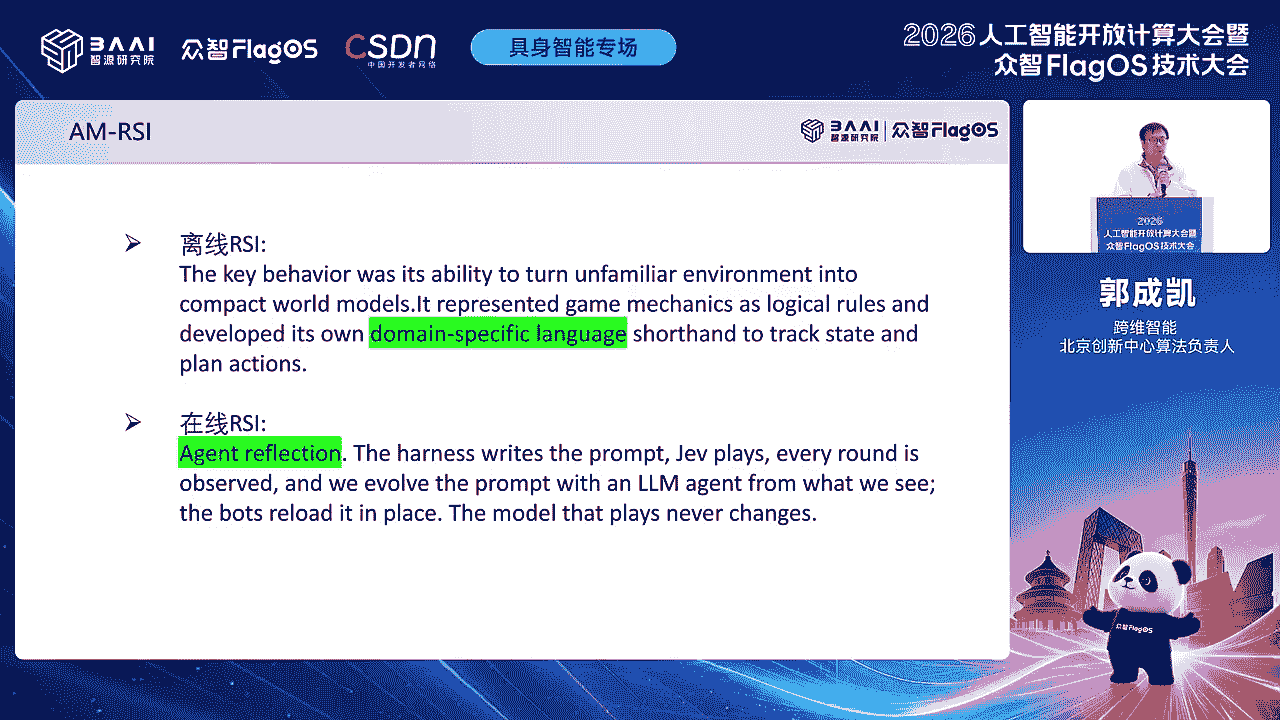 BAAI
智源研究院
众智FlagOS
CSDN
中国开发者网络
具身智能专场
2026人工智能开放计算大会暨
众智FlagOS技术大会
AM-RSI
BAAI
智源研究院
众智FlagOS
离线RSI:
The key behavior was its ability to turn unfamiliar environment into
compact world models.It represented game mechanics as logical rules and
developed its own domain-specific language shorthand to track state and
plan actions.
在线RSI:
Agent reflection. The harness writes the prompt, Jev plays, every round is
observed, and we evolve the prompt with an LLM agent from what we see;
the bots reload it in place. The model that plays never changes.
2026
人工智能开放计算大会暨
众智FlagOS技术大会
郭成凯
跨维智能
北京创新中心算法负责人
众智FlagOS